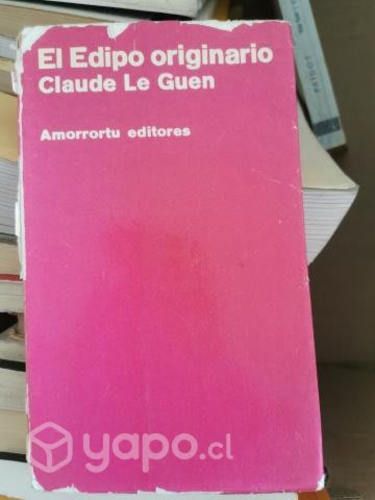 El Edipo originario
Claude Le Guen
Amorrortu editores
yapo.cl